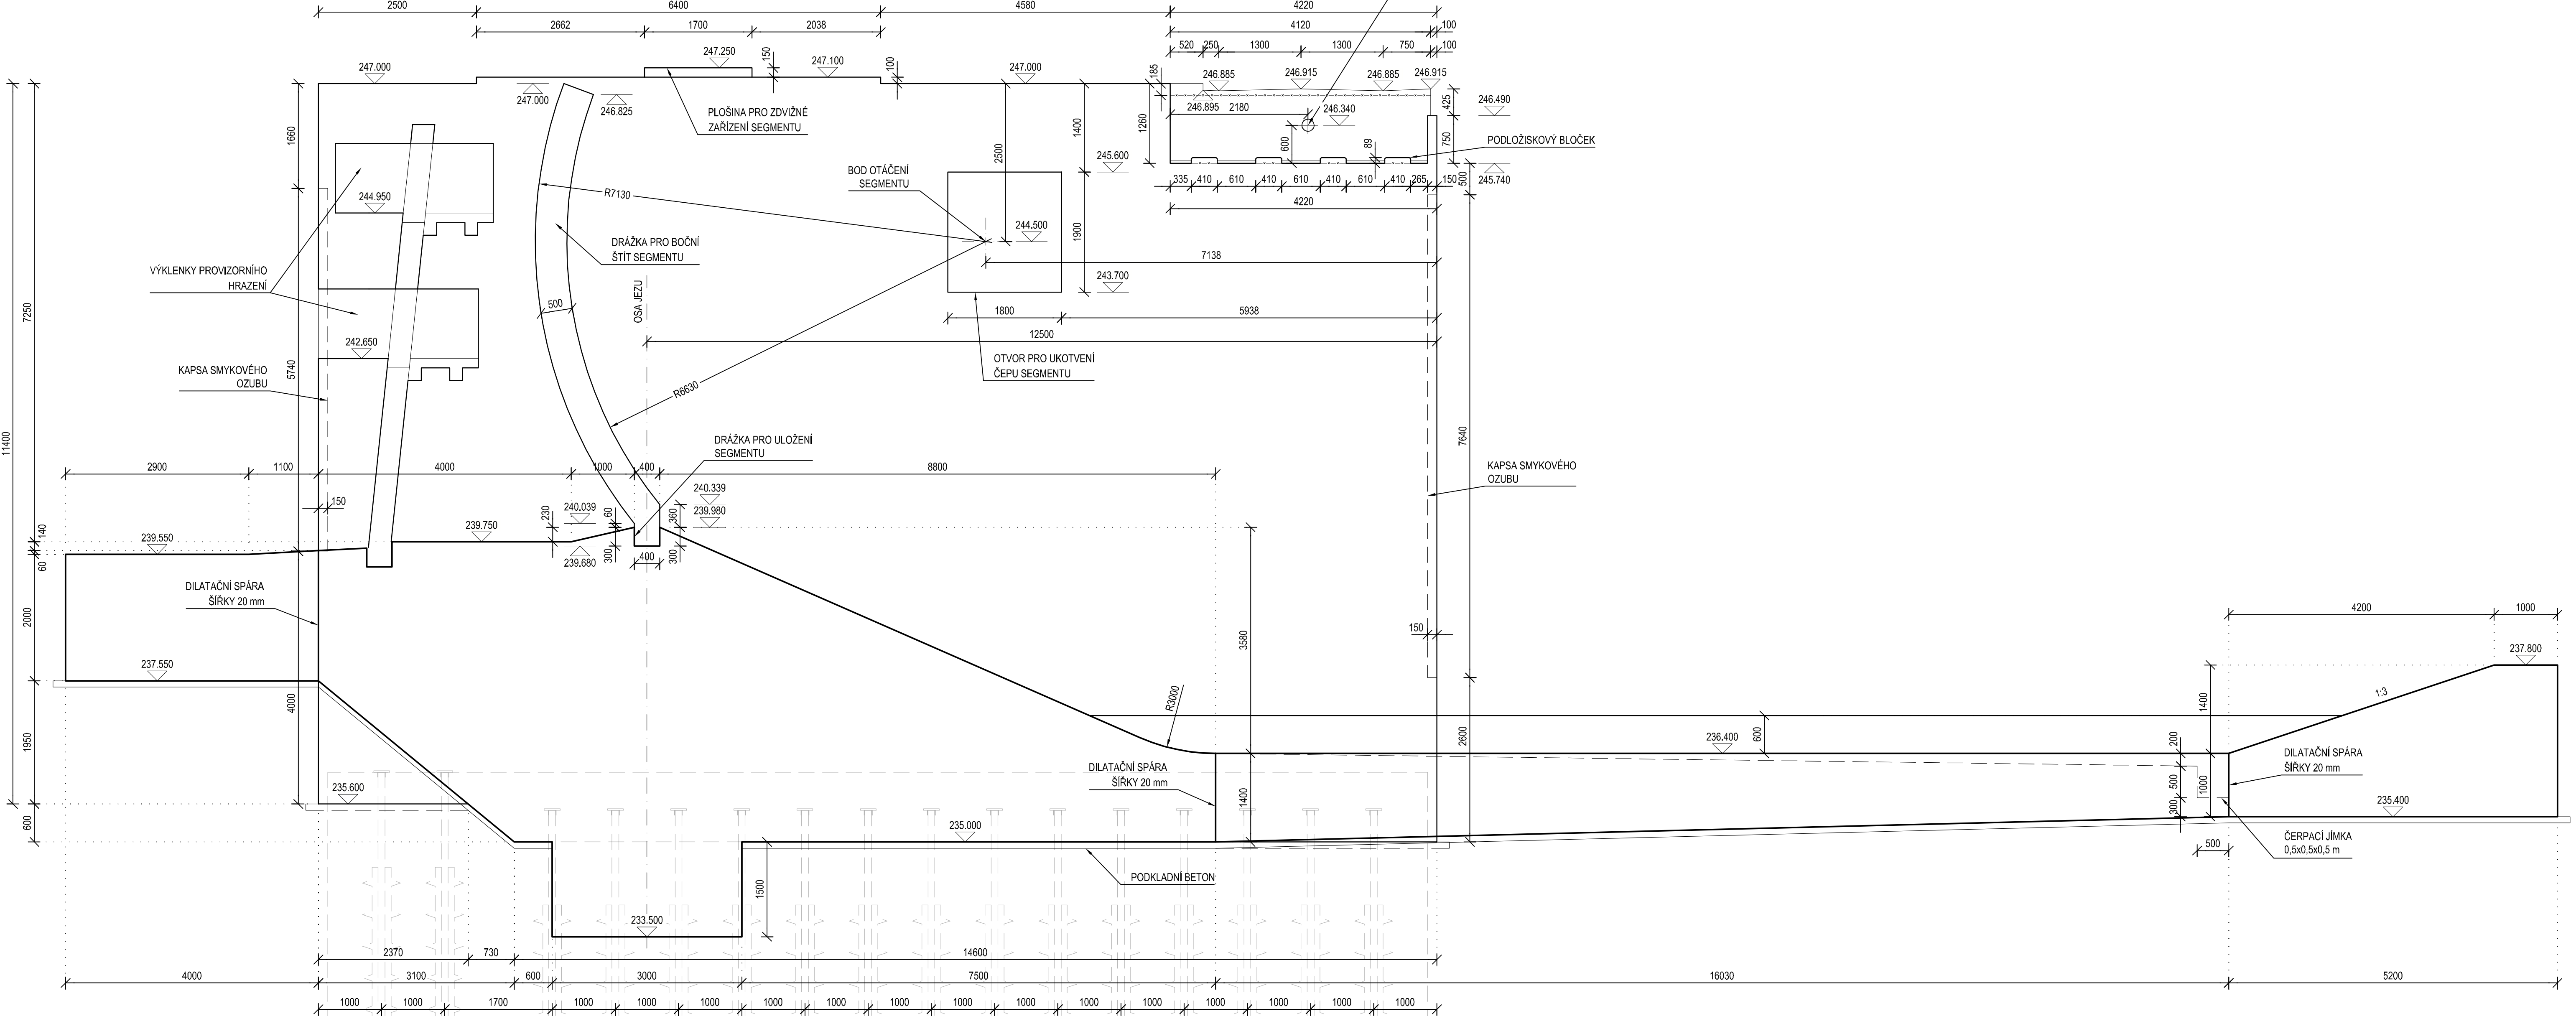 2500 6400 4580 4220
2662 1700 2038 4120 100
520 250 1300 1300 750 100
247.250 150
247.000 247.100 100 247.000 185 246.885 246.915 246.885 246.915
247.000 246.825 246.895 2180 246.340 425 246.490
PLOŠINA PRO ZDVIŽNÉ
ZAŘÍZENÍ SEGMENTU
1660 2500 1400 1260 600 89 750
PODLOŽISKOVÝ BLOČEK
245.600 245.740
BOD OTÁČENÍ
SEGMENTU
335 410 610 410 610 410 610 410 265 150 500
4220
R7130
244.950
244.500
1900
DRÁŽKA PRO BOČNÍ
ŠTÍT SEGMENTU
7138
VÝKLENKY PROVIZORNÍHO
HRAZENÍ
243.700
500
OSA JEZU
1800 5938
12500
7250
242.650
OTVOR PRO UKOTVENÍ
ČEPU SEGMENTU
KAPSA SMYKOVÉHO
OZUBU
5740
R6630
11400
7640
DRÁŽKA PRO ULOŽENÍ
SEGMENTU
2900 1100 4000 1000 400 8800
KAPSA SMYKOVÉHO
OZUBU
150
240.339
240.039
239.980
230 60 360
140
239.550 239.750
60
239.680
300 400 300
DILATAČNÍ SPÁRA
ŠÍŘKY 20 mm
2000
3580
150
4200 1000
237.550
237.800
4000
R3000
1:3
1400
1950
2600
600
236.400
200
DILATAČNÍ SPÁRA
ŠÍŘKY 20 mm
DILATAČNÍ SPÁRA
ŠÍŘKY 20 mm
500
1000
300
235.600
1400
235.400
600
235.000
ČERPACÍ JÍMKA
0,5x0,5x0,5 m
500
PODKLADNÍ BETON
1500
233.500
2370 730 14600
4000 3100 600 3000 7500 16030 5200
1000 1000 1700 1000 1000 1000 1000 1000 1000 1000 1000 1000 1000 1000 1000 1000 1000